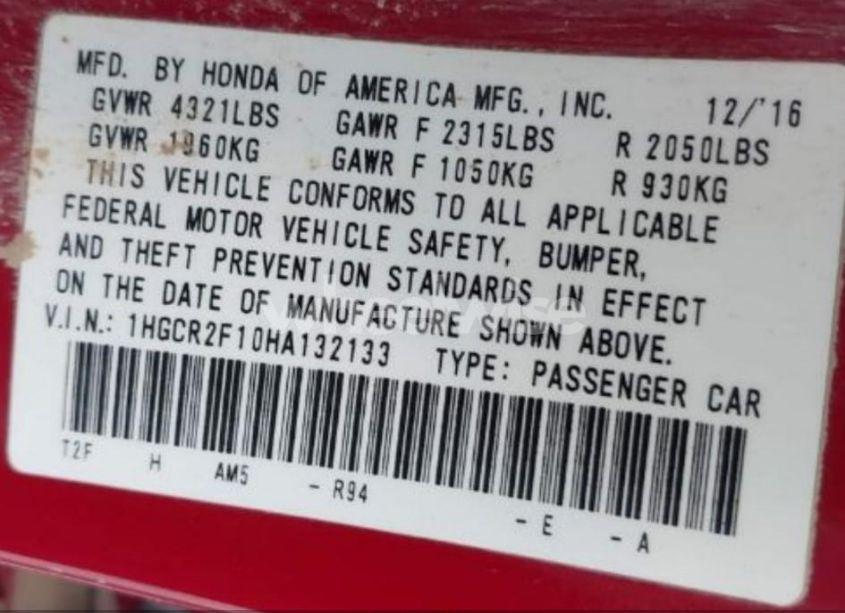 MFD. BY HONDA OF AMERICA MFG., INC. 12/'16
GVWR 4321LBS GAWR F 2315LBS R 2050LBS
GVWR 1960KG GAWR F 1050KG R 930KG
THIS VEHICLE CONFORMS TO ALL APPLICABLE
FEDERAL MOTOR VEHICLE SAFETY, BUMPER,
AND THEFT PREVENTION STANDARDS IN EFFECT
ON THE DATE OF MANUFACTURE SHOWN ABOVE.
V.I.N.: 1HGCR2F10HA132133 TYPE: PASSENGER CAR
T2F H AM5 - R94 - E - A